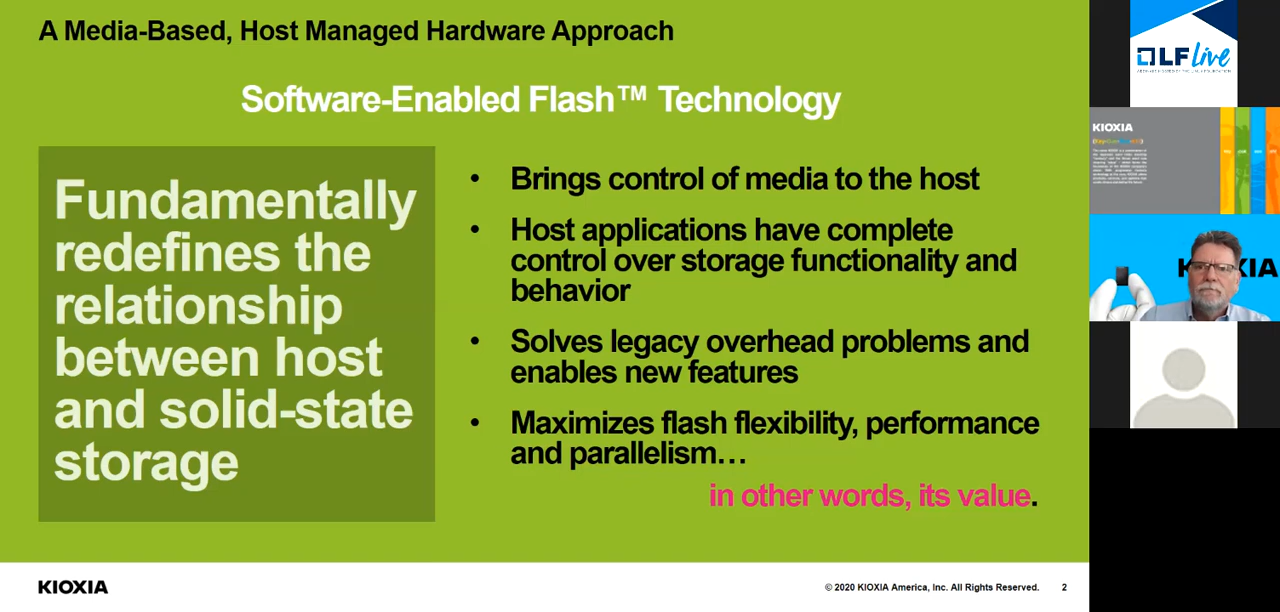 A Media-Based, Host Managed Hardware Approach
Software-Enabled Flash™ Technology
Fundamentally
redefines the
relationship
between host
and solid-state
storage
• Brings control of media to the host
• Host applications have complete
control over storage functionality and
behavior
• Solves legacy overhead problems and
enables new features
• Maximizes flash flexibility, performance
and parallelism…
in other words, its value.
KIOXIA
© 2020 KIOXIA America, Inc. All Rights Reserved. 2
LF Live
KIOXIA